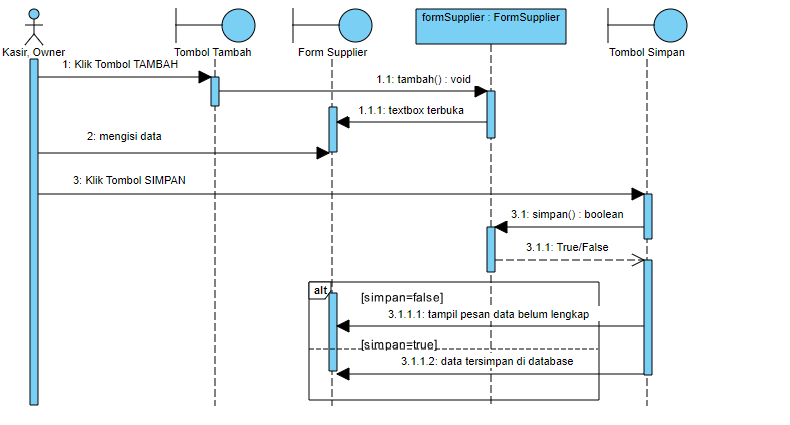 formSupplier : FormSupplier
Kasir, Owner
Tombol Tambah
Form Supplier
Tombol Simpan
1: Klik Tombol TAMBAH
1.1: tambah() : void
1.1.1: textbox terbuka
2: mengisi data
3: Klik Tombol SIMPAN
3.1: simpan() : boolean
3.1.1: True/False
alt
[simpan=false]
3.1.1.1: tampil pesan data belum lengkap
[simpan=true]
3.1.1.2: data tersimpan di database